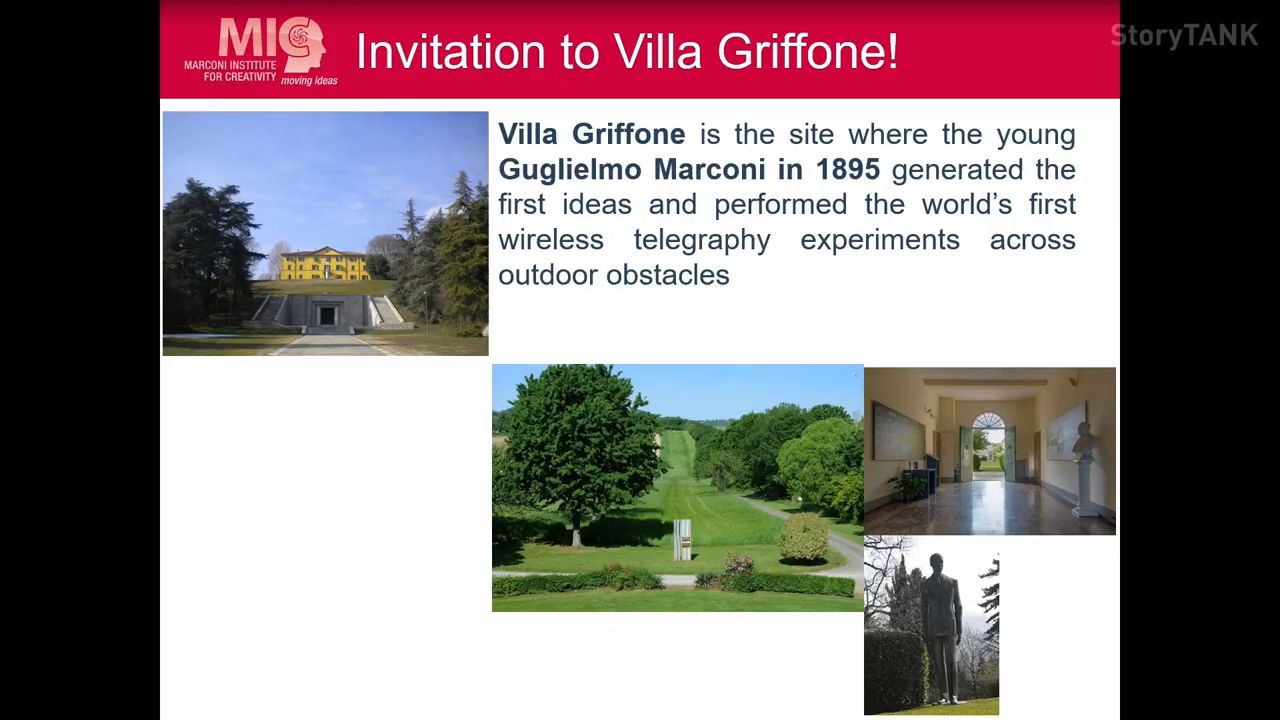 MIC
MARCONI INSTITUTE
FOR CREATIVITY
moving ideas
Invitation to Villa Griffone!
StoryTANK
Villa Griffone is the site where the young
Guglielmo Marconi in 1895 generated the
first ideas and performed the world’s first
wireless telegraphy experiments across
outdoor obstacles